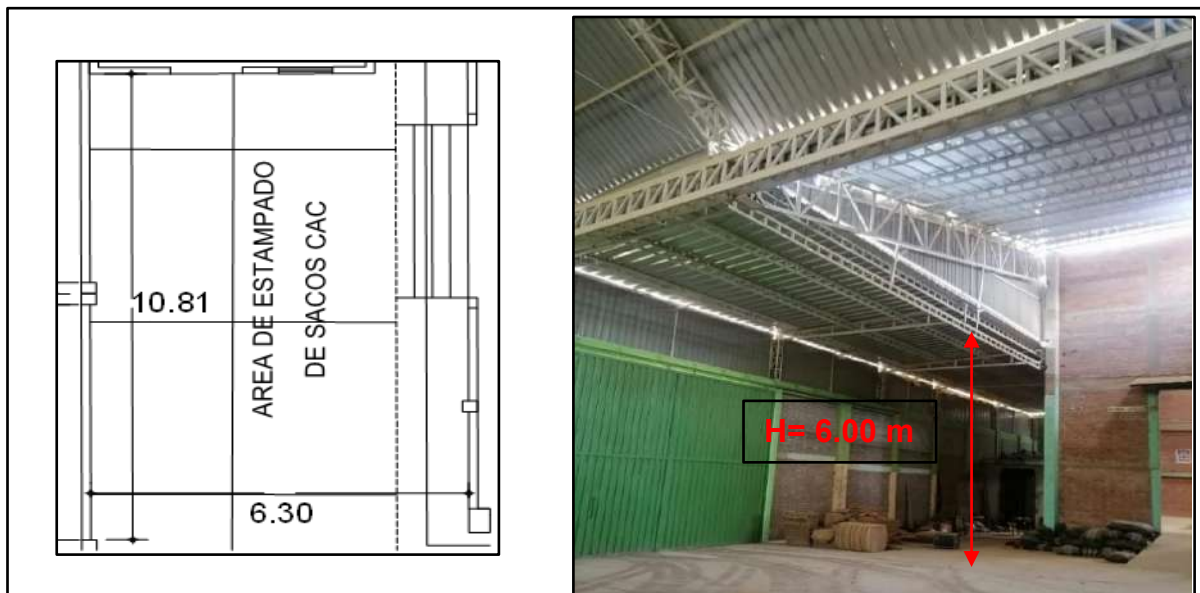 10.81
AREA DE ESTAMPADO
DE SACOS CAC
6.30
H= 6.00 m